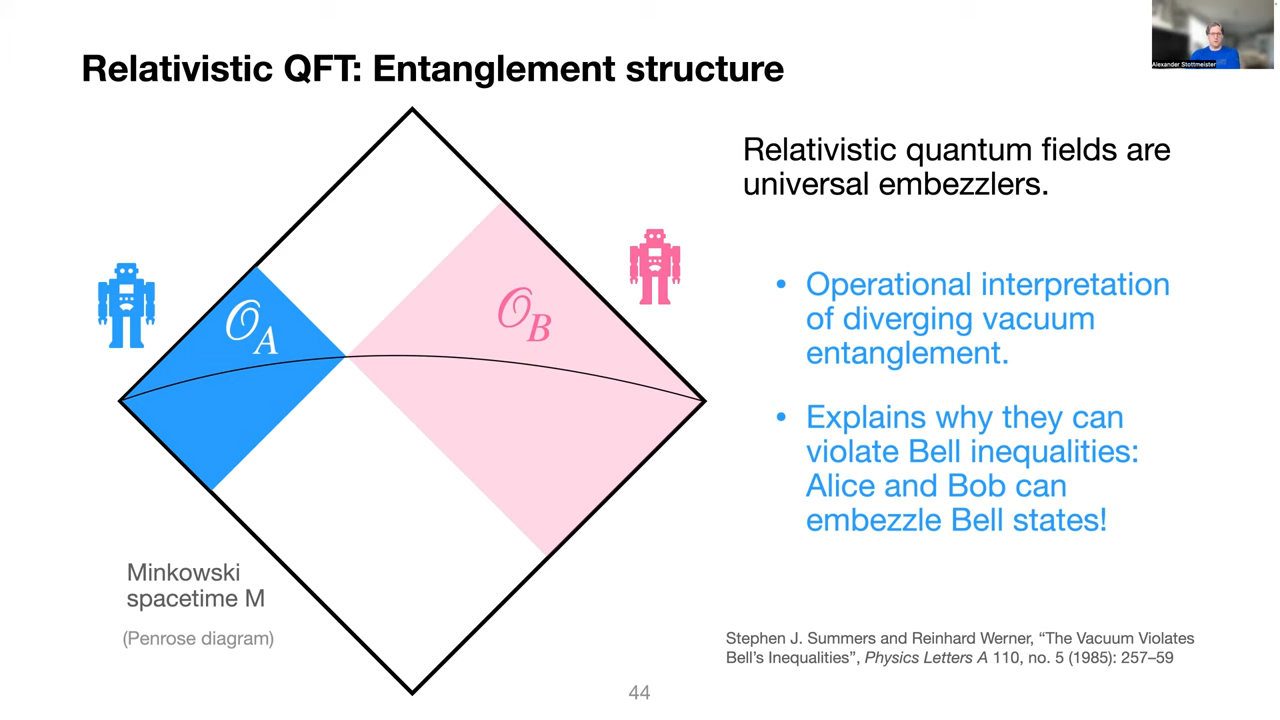 Alexander Stottmeister
Relativistic QFT: Entanglement structure
Relativistic quantum fields are
universal embezzlers.
𝒪A
𝒪B
• Operational interpretation
of diverging vacuum
entanglement.
• Explains why they can
violate Bell inequalities:
Alice and Bob can
embezzle Bell states!
Minkowski
spacetime M
(Penrose diagram)
Stephen J. Summers and Reinhard Werner, “The Vacuum Violates
Bell’s Inequalities”, Physics Letters A 110, no. 5 (1985): 257–59
44